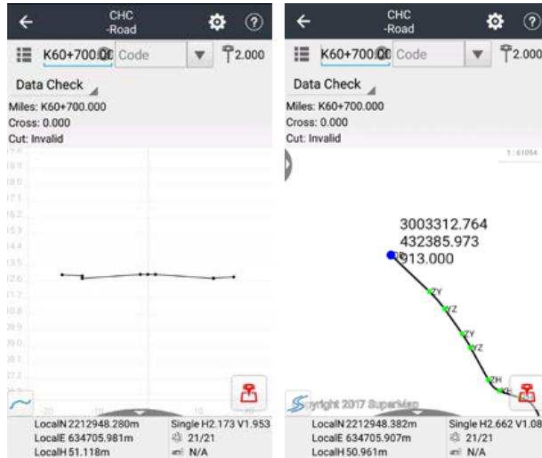 CHC
-Road
K60+700.00
Code
2.000
Data Check
Miles: K60+700.000
Cross: 0.000
Cut: Invalid
LocalN 2212948.280m
Single H2.173 V1.953
LocalE 634705.981m
21/21
LocalH 51.118m
N/A
CHC
-Road
K60+700.00
Code
2.000
Data Check
Miles: K60+700.000
Cross: 0.000
Cut: Invalid
1 : 61054
3003312.764
432385.973
913.000
ZY
YZ
ZY
YZ
ZH
pyright 2017 SuperMap
LocalN 2212948.382m
Single H2.662 V1.08
LocalE 634705.907m
21/21
LocalH 50.961m
N/A